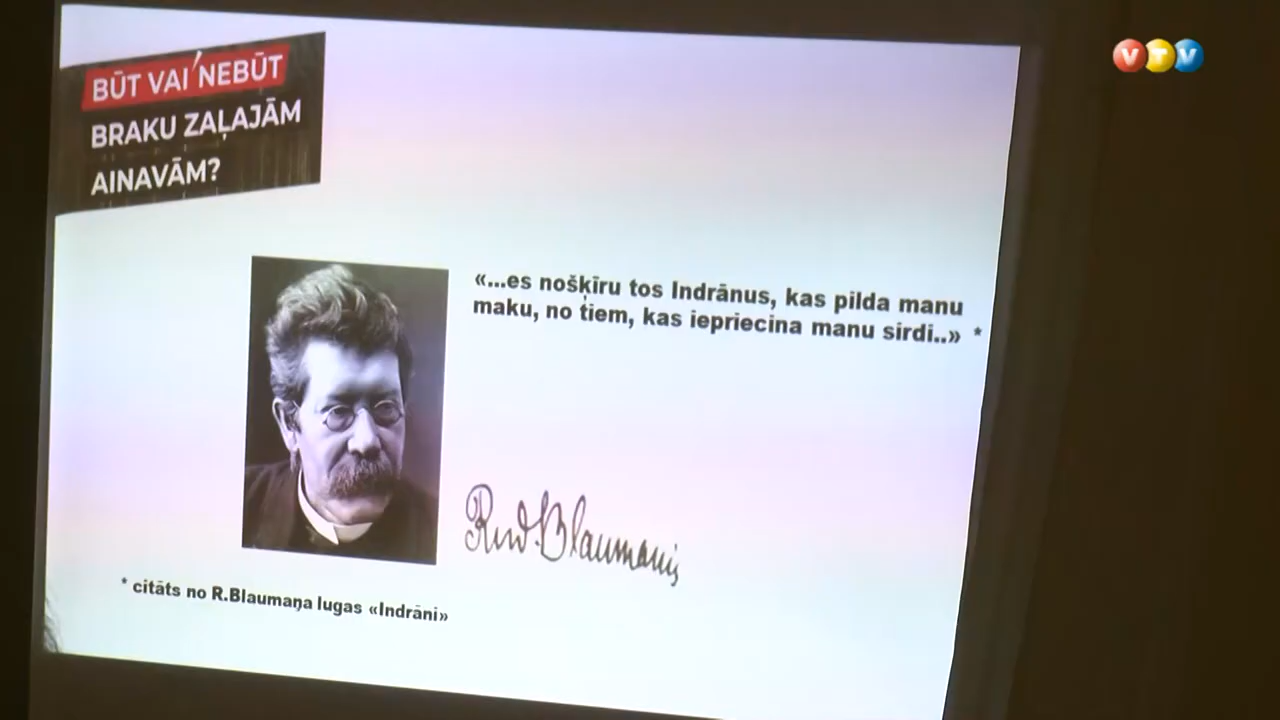 VTV
BŪT VAI NEBŪT
BRAKU ZAĻAJĀM
AINAVĀM?
«...es nošķīru tos Indrānus, kas pilda manu
maku, no tiem, kas iepriecina manu sirdi..» *
Rud.Blaumanis
* citāts no R.Blaumaņa lugas «Indrāni»